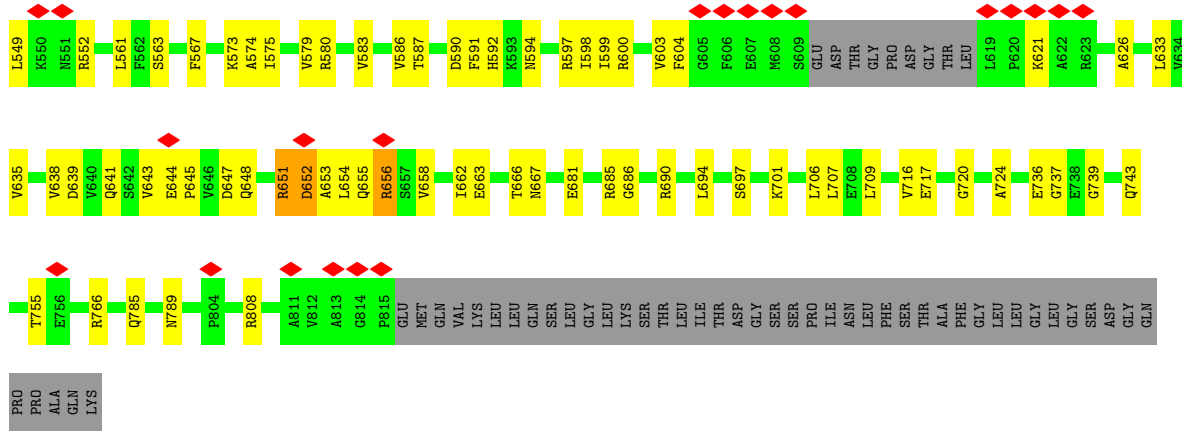 L549 K550 N551 R552 L561 F562 S563 F567 K573 A574 I575 V579 R580 V583 V586 T587 D590 F591 H592 K593 N594 R597 I598 I599 R600 V603 F604 G605 F606 E607 M608 S609 GLU ASP THR GLY PRO ASP GLY THR LEU L619 P620 K621 A622 R623 A626 L633 V634
V635 V638 D639 V640 Q641 S642 V643 E644 P645 V646 D647 Q648 R651 D652 A653 L654 Q655 R656 S657 V658 I662 E663 T666 N667 E681 R685 G686 R690 L694 S697 K701 L706 L707 E708 L709 V716 E717 G720 A724 E736 G737 E738 G739 Q743
T755 E756 R766 Q785 N789 P804 R808 A811 V812 A813 G814 P815 GLU MET GLN VAL LYS LEU LEU GLN SER LEU GLY LEU LYS SER THR LEU ILE THR ASP GLY SER SER PRO ILE ASN LEU PHE SER THR ALA PHE GLY LEU LEU GLY LEU GLY SER ASP GLY GLN
PRO PRO ALA GLN LYS